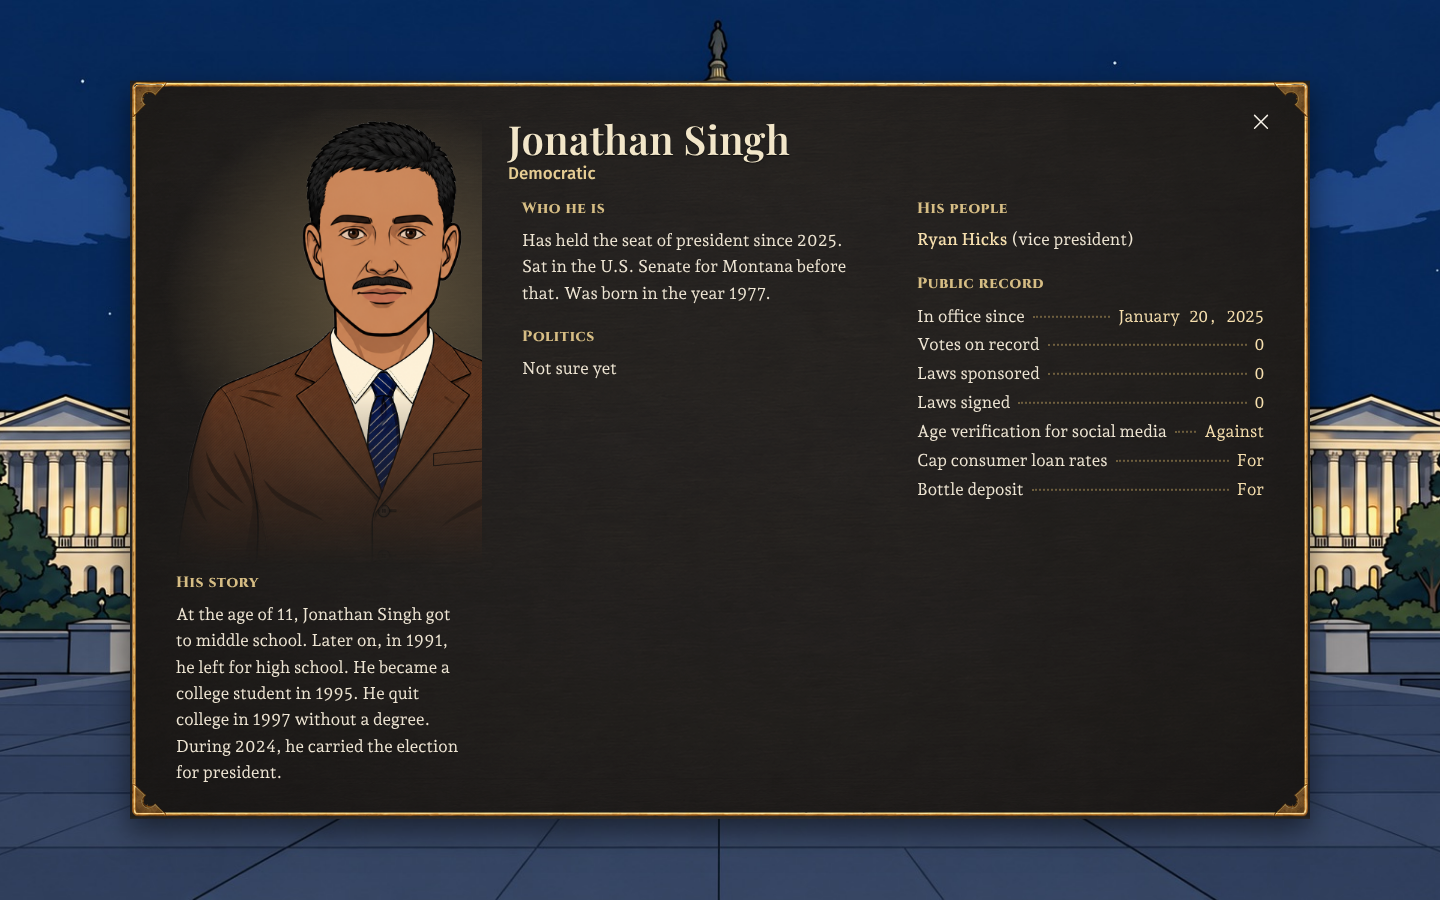 Jonathan Singh
Democratic
Who he is
Has held the seat of president since 2025.
Sat in the U.S. Senate for Montana before
that. Was born in the year 1977.
Politics
Not sure yet
His people
Ryan Hicks (vice president)
Public record
In office since January 20, 2025
Votes on record 0
Laws sponsored 0
Laws signed 0
Age verification for social media Against
Cap consumer loan rates For
Bottle deposit For
His story
At the age of 11, Jonathan Singh got
to middle school. Later on, in 1991,
he left for high school. He became a
college student in 1995. He quit
college in 1997 without a degree.
During 2024, he carried the election
for president.